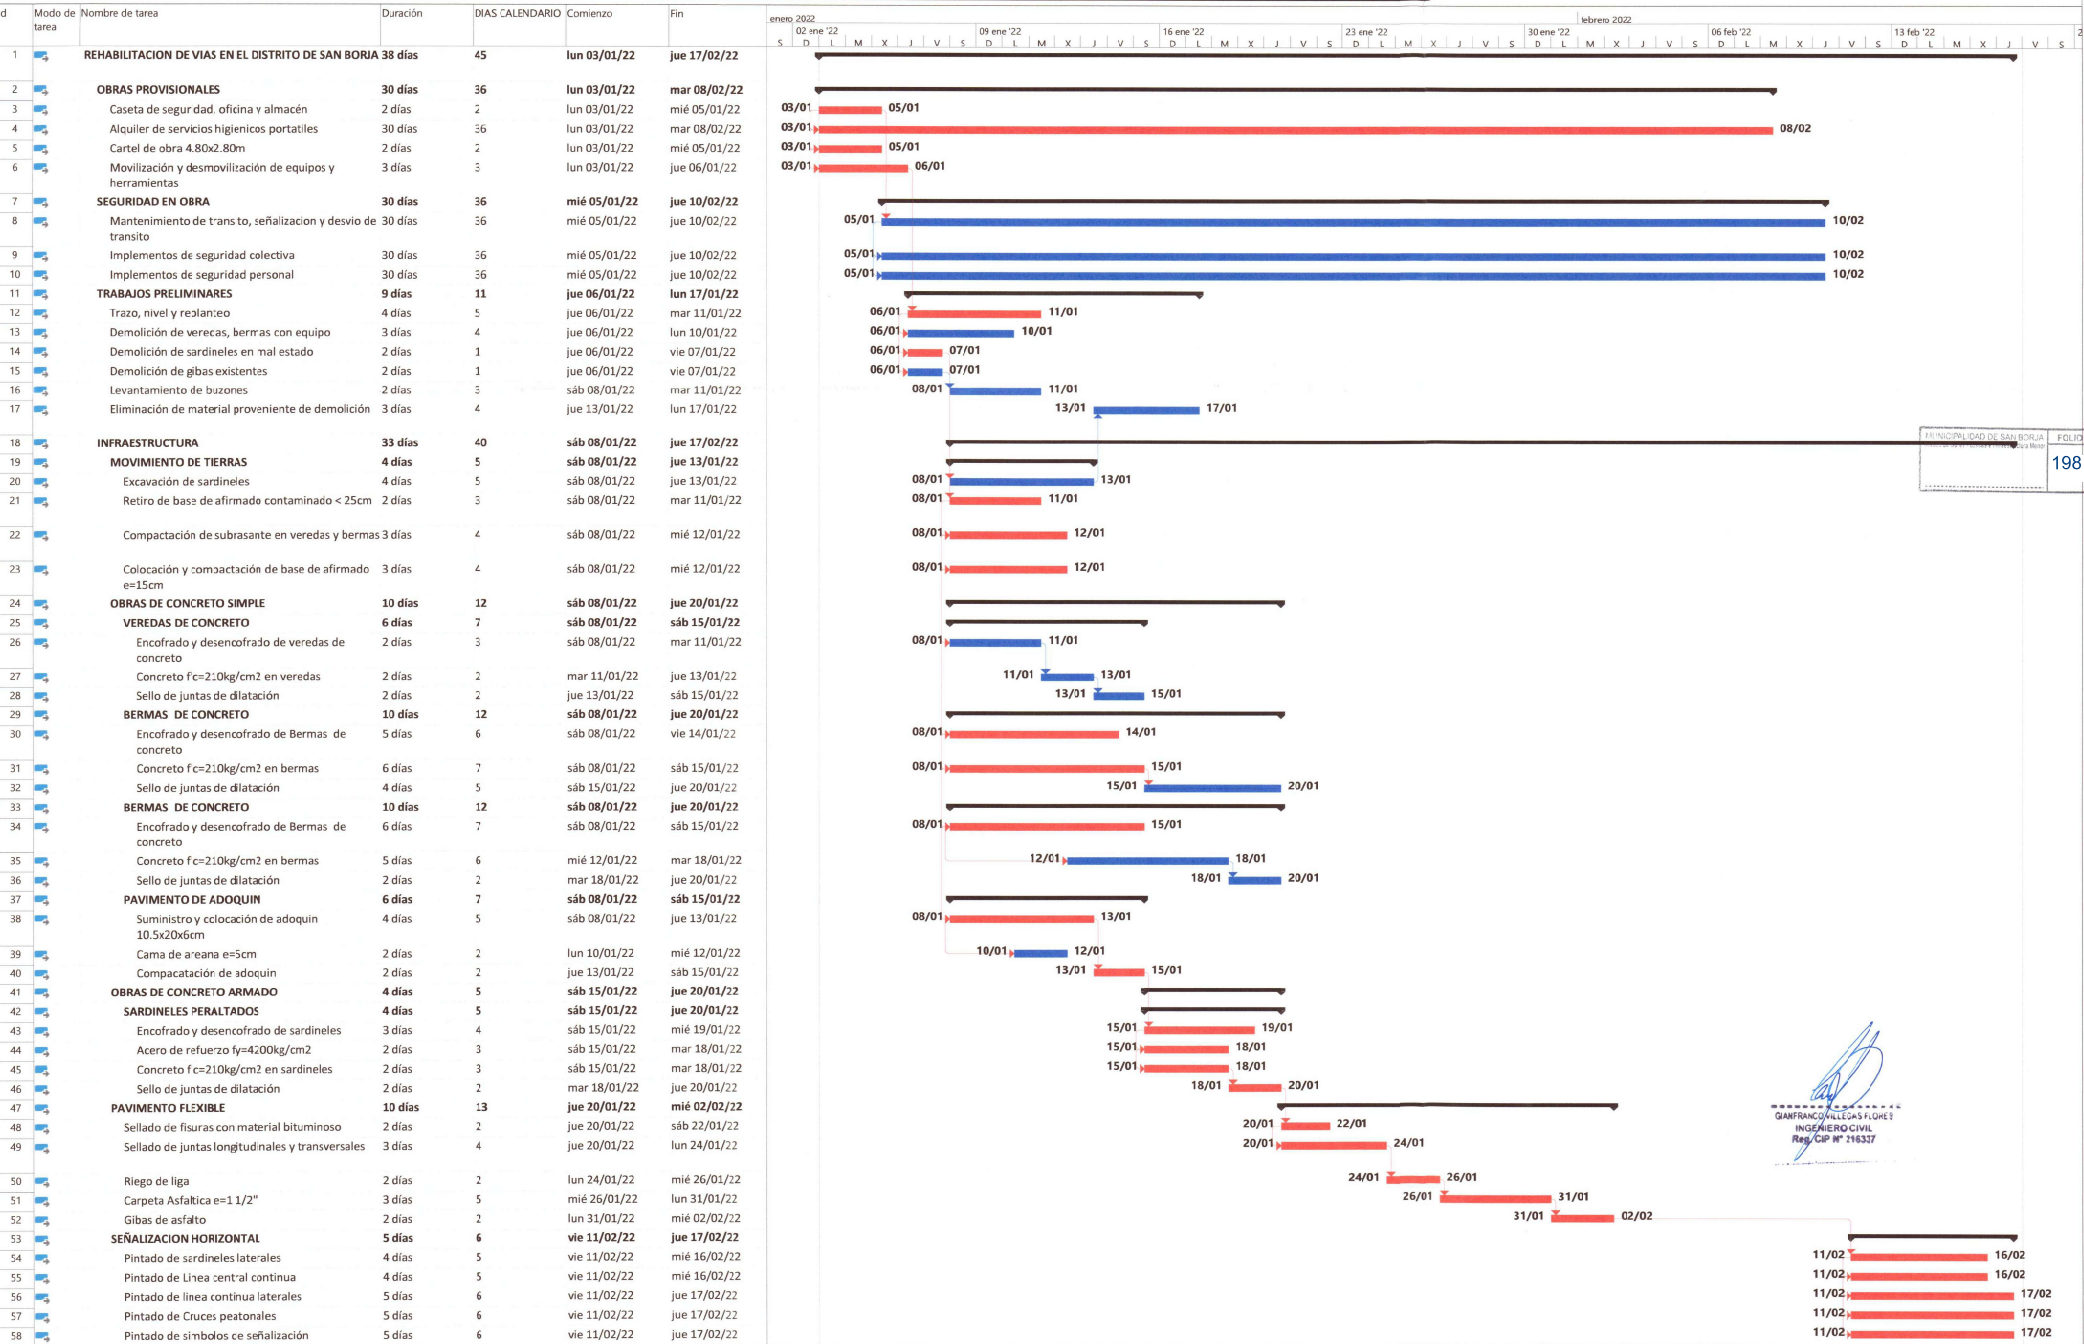 d Modo de tarea Nombre de tarea Duración DIAS CALENDARIO Comienzo Fin
enero 2022 febrero 2022
02 ene '22 09 ene '22 16 ene '22 23 ene '22 30 ene '22 06 feb '22 13 feb '22 2
S D L M X J V S D L M X J V S D L M X J V S D L M X J V S D L M X J V S D L M X J V S D L M X J V S
1 REHABILITACION DE VIAS EN EL DISTRITO DE SAN BORJA 38 días 45 lun 03/01/22 jue 17/02/22
2 OBRAS PROVISIONALES 30 días 36 lun 03/01/22 mar 08/02/22
3 Caseta de seguridad, oficina y almacén 2 días 2 lun 03/01/22 mié 05/01/22 03/01 05/01
4 Alquiler de servicios higienicos portatiles 30 días 36 lun 03/01/22 mar 08/02/22 03/01 08/02
5 Cartel de obra 4.80x2.80m 2 días 2 lun 03/01/22 mié 05/01/22 03/01 05/01
6 Movilización y desmovilización de equipos y herramientas 3 días 3 lun 03/01/22 jue 06/01/22 03/01 06/01
7 SEGURIDAD EN OBRA 30 días 36 mié 05/01/22 jue 10/02/22
8 Mantenimiento de transito, señalizacion y desvio de transito 30 días 36 mié 05/01/22 jue 10/02/22 05/01 10/02
9 Implementos de seguridad colectiva 30 días 36 mié 05/01/22 jue 10/02/22 05/01 10/02
10 Implementos de seguridad personal 30 días 36 mié 05/01/22 jue 10/02/22 05/01 10/02
11 TRABAJOS PRELIMINARES 9 días 11 jue 06/01/22 lun 17/01/22
12 Trazo, nivel y replanteo 4 días 5 jue 06/01/22 mar 11/01/22 06/01 11/01
13 Demolición de verecas, bermas con equipo 3 días 4 jue 06/01/22 lun 10/01/22 06/01 10/01
14 Demolición de sardineles en mal estado 2 días 1 jue 06/01/22 vie 07/01/22 06/01 07/01
15 Demolición de gibas existentes 2 días 1 jue 06/01/22 vie 07/01/22 06/01 07/01
16 Levantamiento de buzones 2 días 3 sáb 08/01/22 mar 11/01/22 08/01 11/01
17 Eliminación de material proveniente de demolición 3 días 4 jue 13/01/22 lun 17/01/22 13/01 17/01
18 INFRAESTRUCTURA 33 días 40 sáb 08/01/22 jue 17/02/22
MUNICIPALIDAD DE SAN BORJA FOLIO
198
19 MOVIMIENTO DE TIERRAS 4 días 5 sáb 08/01/22 jue 13/01/22
20 Excavación de sardineles 4 días 5 sáb 08/01/22 jue 13/01/22 08/01 13/01
21 Retiro de base de afirmado contaminado < 25cm 2 días 3 sáb 08/01/22 mar 11/01/22 08/01 11/01
22 Compactación de subrasante en veredas y bermas 3 días 4 sáb 08/01/22 mié 12/01/22 08/01 12/01
23 Colocación y compactación de base de afirmado e=15cm 3 días 4 sáb 08/01/22 mié 12/01/22 08/01 12/01
24 OBRAS DE CONCRETO SIMPLE 10 días 12 sáb 08/01/22 jue 20/01/22
25 VEREDAS DE CONCRETO 6 días 7 sáb 08/01/22 sáb 15/01/22
26 Encofrado y desencofrado de veredas de concreto 2 días 3 sáb 08/01/22 mar 11/01/22 08/01 11/01
27 Concreto f'c=210kg/cm2 en veredas 2 días 2 mar 11/01/22 jue 13/01/22 11/01 13/01
28 Sello de juntas de dilatación 2 días 2 jue 13/01/22 sáb 15/01/22 13/01 15/01
29 BERMAS DE CONCRETO 10 días 12 sáb 08/01/22 jue 20/01/22
30 Encofrado y desencofrado de Bermas de concreto 5 días 6 sáb 08/01/22 vie 14/01/22 08/01 14/01
31 Concreto f'c=210kg/cm2 en bermas 6 días 7 sáb 08/01/22 sáb 15/01/22 08/01 15/01
32 Sello de juntas de dilatación 4 días 5 sáb 15/01/22 jue 20/01/22 15/01 20/01
33 BERMAS DE CONCRETO 10 días 12 sáb 08/01/22 jue 20/01/22
34 Encofrado y desencofrado de Bermas de concreto 6 días 7 sáb 08/01/22 sáb 15/01/22 08/01 15/01
35 Concreto f'c=210kg/cm2 en bermas 5 días 6 mié 12/01/22 mar 18/01/22 12/01 18/01
36 Sello de juntas de dilatación 2 días 2 mar 18/01/22 jue 20/01/22 18/01 20/01
37 PAVIMENTO DE ADOQUIN 6 días 7 sáb 08/01/22 sáb 15/01/22
38 Suministro y colocación de adoquin 10.5x20x6cm 4 días 5 sáb 08/01/22 jue 13/01/22 08/01 13/01
39 Cama de areana e=5cm 2 días 2 lun 10/01/22 mié 12/01/22 10/01 12/01
40 Compacatación de adoquin 2 días 2 jue 13/01/22 sáb 15/01/22 13/01 15/01
41 OBRAS DE CONCRETO ARMADO 4 días 5 sáb 15/01/22 jue 20/01/22
42 SARDINELES PERALTADOS 4 días 5 sáb 15/01/22 jue 20/01/22
43 Encofrado y desencofrado de sardineles 3 días 4 sáb 15/01/22 mié 19/01/22 15/01 19/01
44 Acero de refuerzo fy=4200kg/cm2 2 días 3 sáb 15/01/22 mar 18/01/22 15/01 18/01
45 Concreto f'c=210kg/cm2 en sardineles 2 días 3 sáb 15/01/22 mar 18/01/22 15/01 18/01
46 Sello de juntas de dilatación 2 días 2 mar 18/01/22 jue 20/01/22 18/01 20/01
47 PAVIMENTO FLEXIBLE 10 días 13 jue 20/01/22 mié 02/02/22
48 Sellado de fisuras con material bituminoso 2 días 2 jue 20/01/22 sáb 22/01/22 20/01 22/01
49 Sellado de juntas longitudinales y transversales 3 días 4 jue 20/01/22 lun 24/01/22 20/01 24/01
GIANFRANCO VILLEGAS FLORES
INGENIERO CIVIL
Reg. CIP N° 216337
50 Riego de liga 2 días 2 lun 24/01/22 mié 26/01/22 24/01 26/01
51 Carpeta Asfaltica e=1 1/2" 3 días 5 mié 26/01/22 lun 31/01/22 26/01 31/01
52 Gibas de asfalto 2 días 2 lun 31/01/22 mié 02/02/22 31/01 02/02
53 SEÑALIZACION HORIZONTAL 5 días 6 vie 11/02/22 jue 17/02/22
54 Pintado de sardineles laterales 4 días 5 vie 11/02/22 mié 16/02/22 11/02 16/02
55 Pintado de Linea central continua 4 días 5 vie 11/02/22 mié 16/02/22 11/02 16/02
56 Pintado de linea continua laterales 5 días 6 vie 11/02/22 jue 17/02/22 11/02 17/02
57 Pintado de Cruces peatonales 5 días 6 vie 11/02/22 jue 17/02/22 11/02 17/02
58 Pintado de simbolos de señalización 5 días 6 vie 11/02/22 jue 17/02/22 11/02 17/02